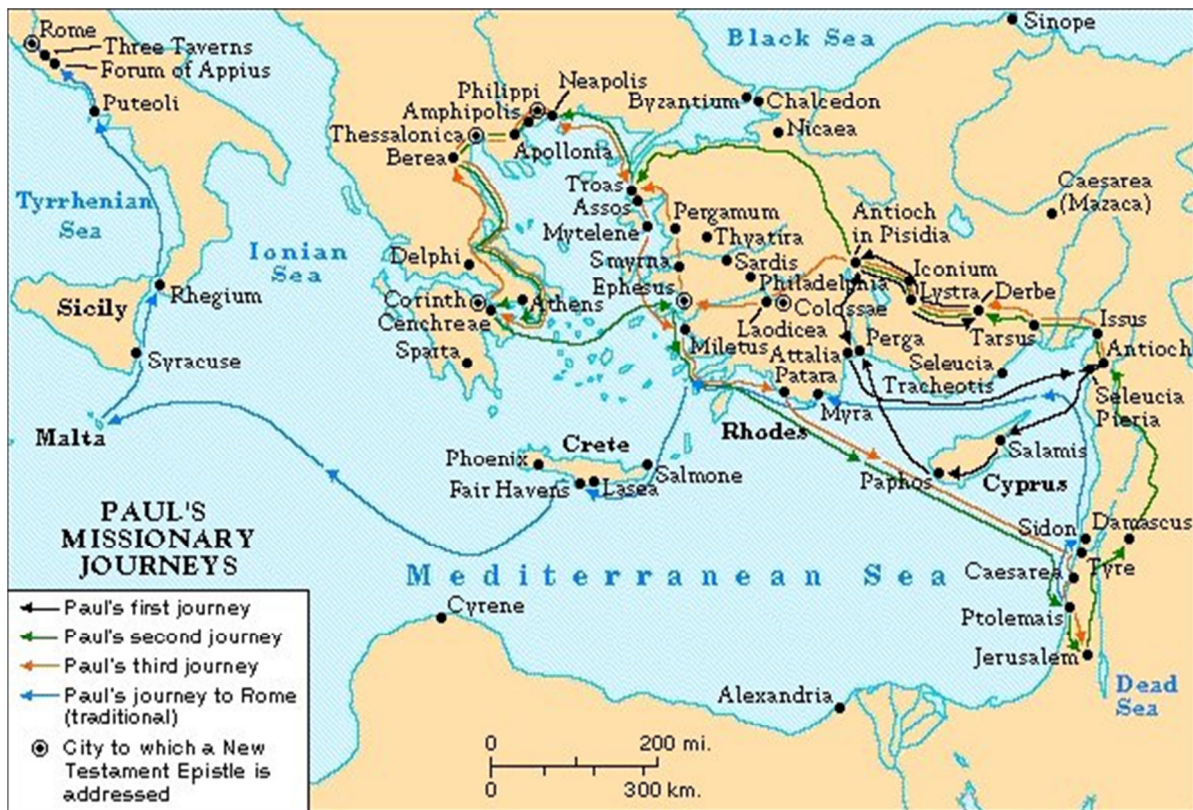 Rome
Three Taverns
Forum of Appius
Puteoli
Tyrrhenian
Sea
Ionian
Sea
Sicily
Rhegium
Syracuse
Malta
Black Sea
Sinope
Philippi
Neapolis
Amphipolis
Thessalonica
Berea
Apollonia
Byzantium
Chalcedon
Nicaea
Troas
Assos
Mytelene
Pergamum
Thyatira
Caesarea
(Mazaca)
Antioch
in Pisidia
Delphi
Smyrna
Sardis
Iconium
Ephesus
Philadelphia
Lystra
Derbe
Corinth
Athens
Cenchreae
Laodicea
Colossae
Tarsus
Issus
Sparta
Miletus
Attalia
Perga
Antioch
Patara
Seleucia
Tracheotis
Myra
Seleucia
Pieria
Rhodes
Crete
Phoenix
Salmone
Fair Havens
Lasea
Salamis
Paphos
Cyprus
Sidon
Damascus
Tyre
Caesarea
Ptolemais
Jerusalem
Dead
Sea
Mediterranean Sea
Cyrene
Alexandria
0 200 mi.
0 300 km.
PAUL'S
MISSIONARY
JOURNEYS
Paul's first journey
Paul's second journey
Paul's third journey
Paul's journey to Rome
(traditional)
City to which a New
Testament Epistle is
addressed